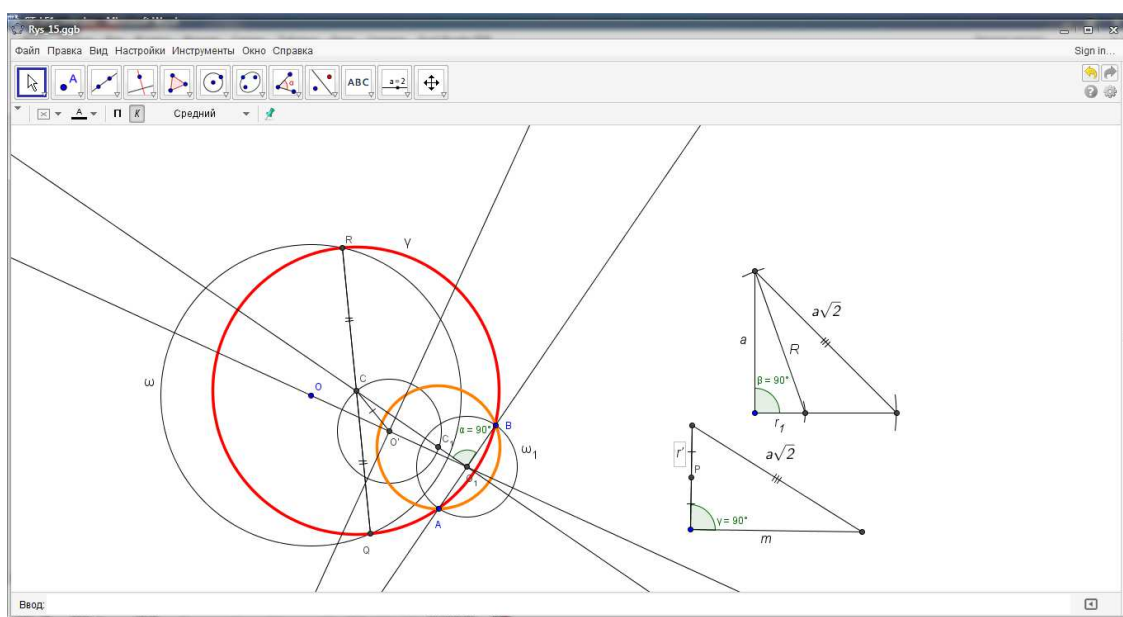 Rys 15.ggb
Файл Правка Вид Настройки Инструменты Окно Справка
Sign in...
A
ABC
a=2
A
П
К
Средний
R
γ
ω
O
C
O'
α = 90°
C₁
B
ω₁
O₁
A
Q
a√2
a
R
β = 90°
r₁
a√2
r'
P
γ = 90°
m
Ввод: